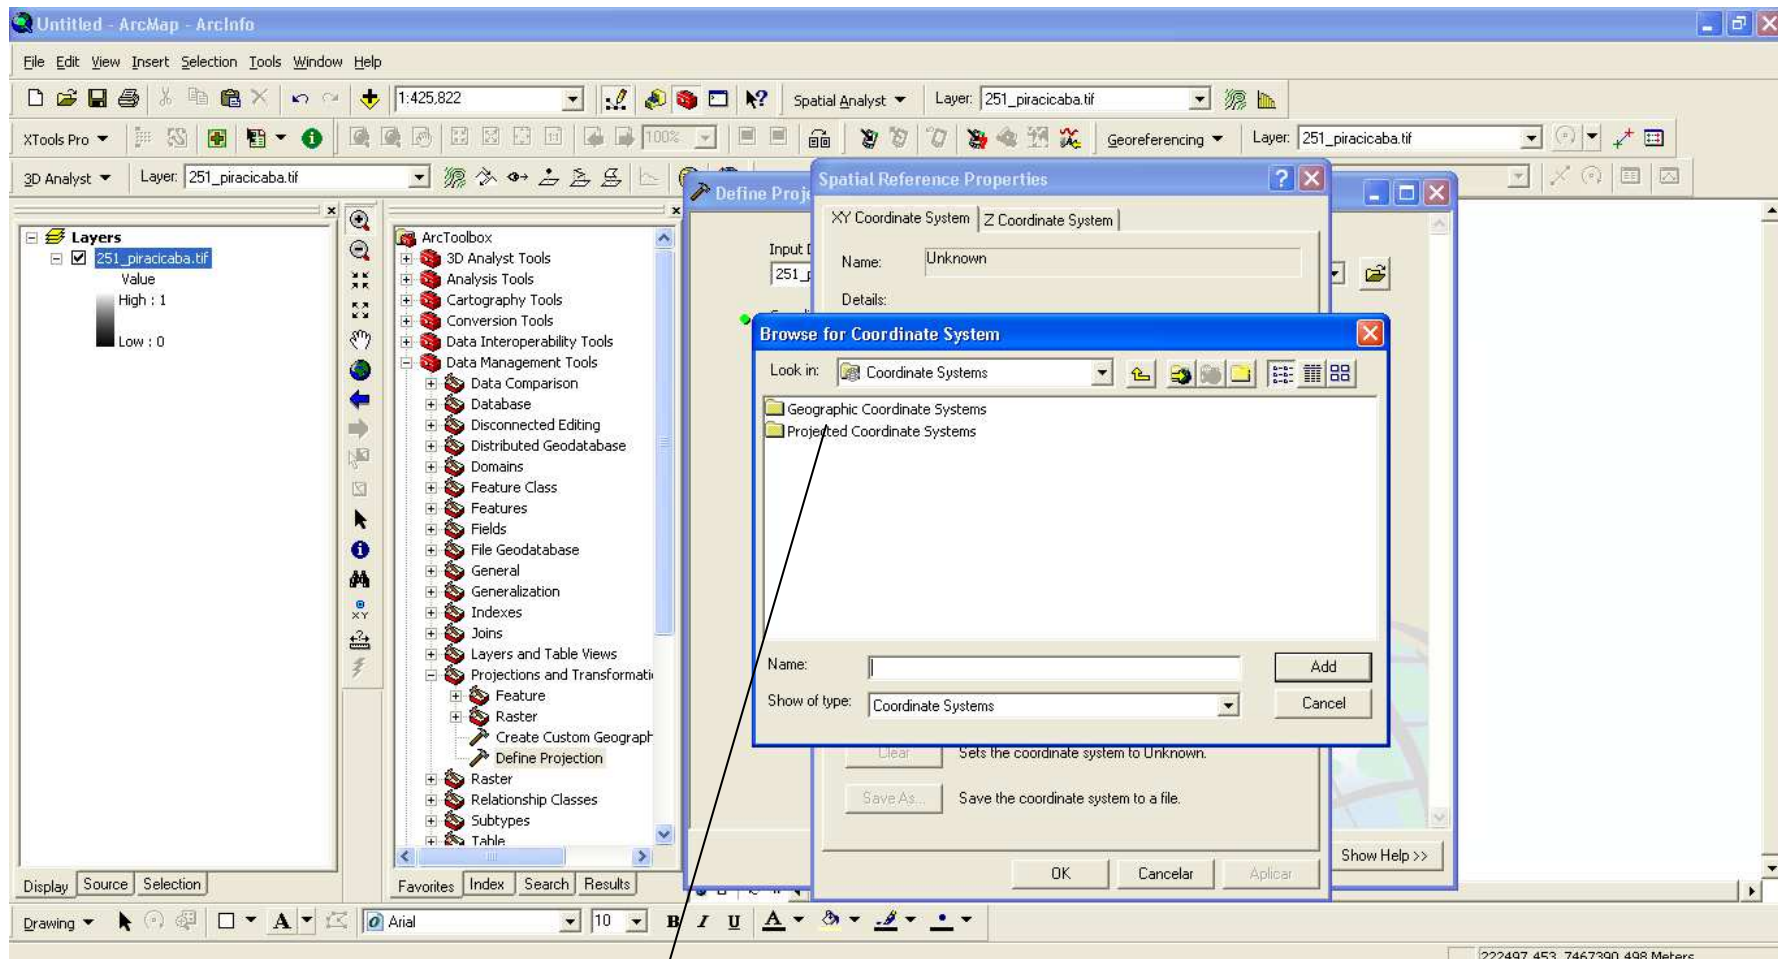 Untitled - ArcMap - ArcInfo
File Edit View Insert Selection Tools Window Help
1:425,822 Spatial Analyst Layer: 251_piracicaba.tif
XTools Pro 100% Georeferencing Layer: 251_piracicaba.tif
3D Analyst Layer: 251_piracicaba.tif
Layers
251_piracicaba.tif
Value
High : 1
Low : 0
Display Source Selection
ArcToolbox
3D Analyst Tools
Analysis Tools
Cartography Tools
Conversion Tools
Data Interoperability Tools
Data Management Tools
Data Comparison
Database
Disconnected Editing
Distributed Geodatabase
Domains
Feature Class
Features
Fields
File Geodatabase
General
Generalization
Indexes
Joins
Layers and Table Views
Projections and Transformati
Feature
Raster
Create Custom Geograph
Define Projection
Raster
Relationship Classes
Subtypes
Table
Favorites Index Search Results
Define Proje
Input D
251_p
Show Help >>
Spatial Reference Properties
XY Coordinate System Z Coordinate System
Name: Unknown
Details:
Browse for Coordinate System
Look in: Coordinate Systems
Geographic Coordinate Systems
Projected Coordinate Systems
Name: Add
Show of type: Coordinate Systems Cancel
Clear Sets the coordinate system to Unknown.
Save As... Save the coordinate system to a file.
OK Cancelar Aplicar
Drawing A Arial 10 B I U A
222497,453 7467390,498 Meters